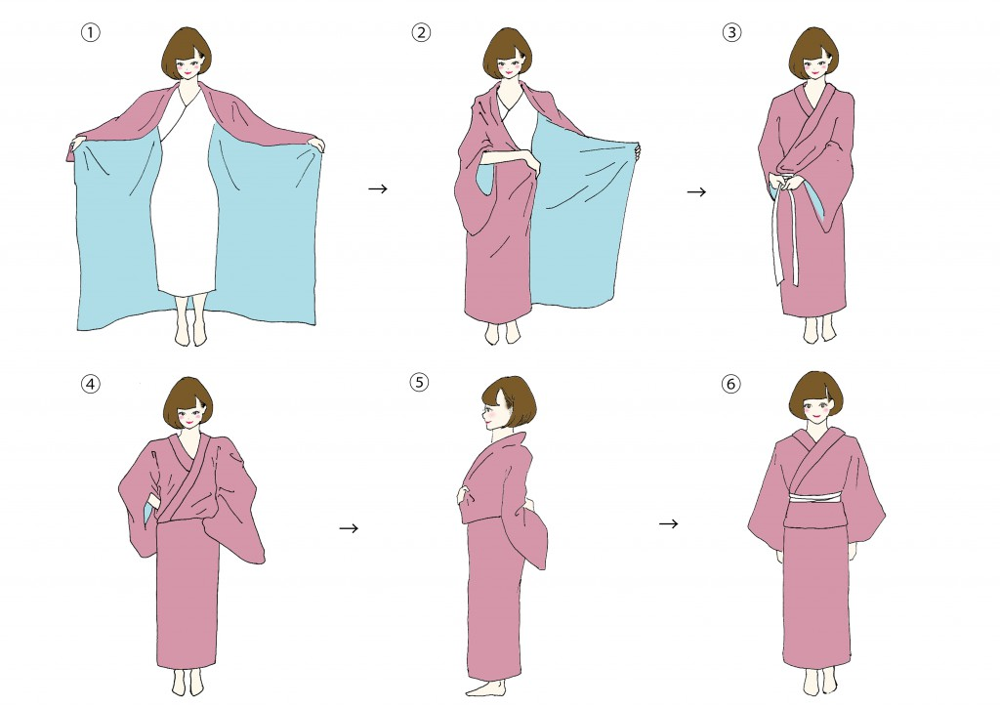 ① ② ③
④ ⑤ ⑥